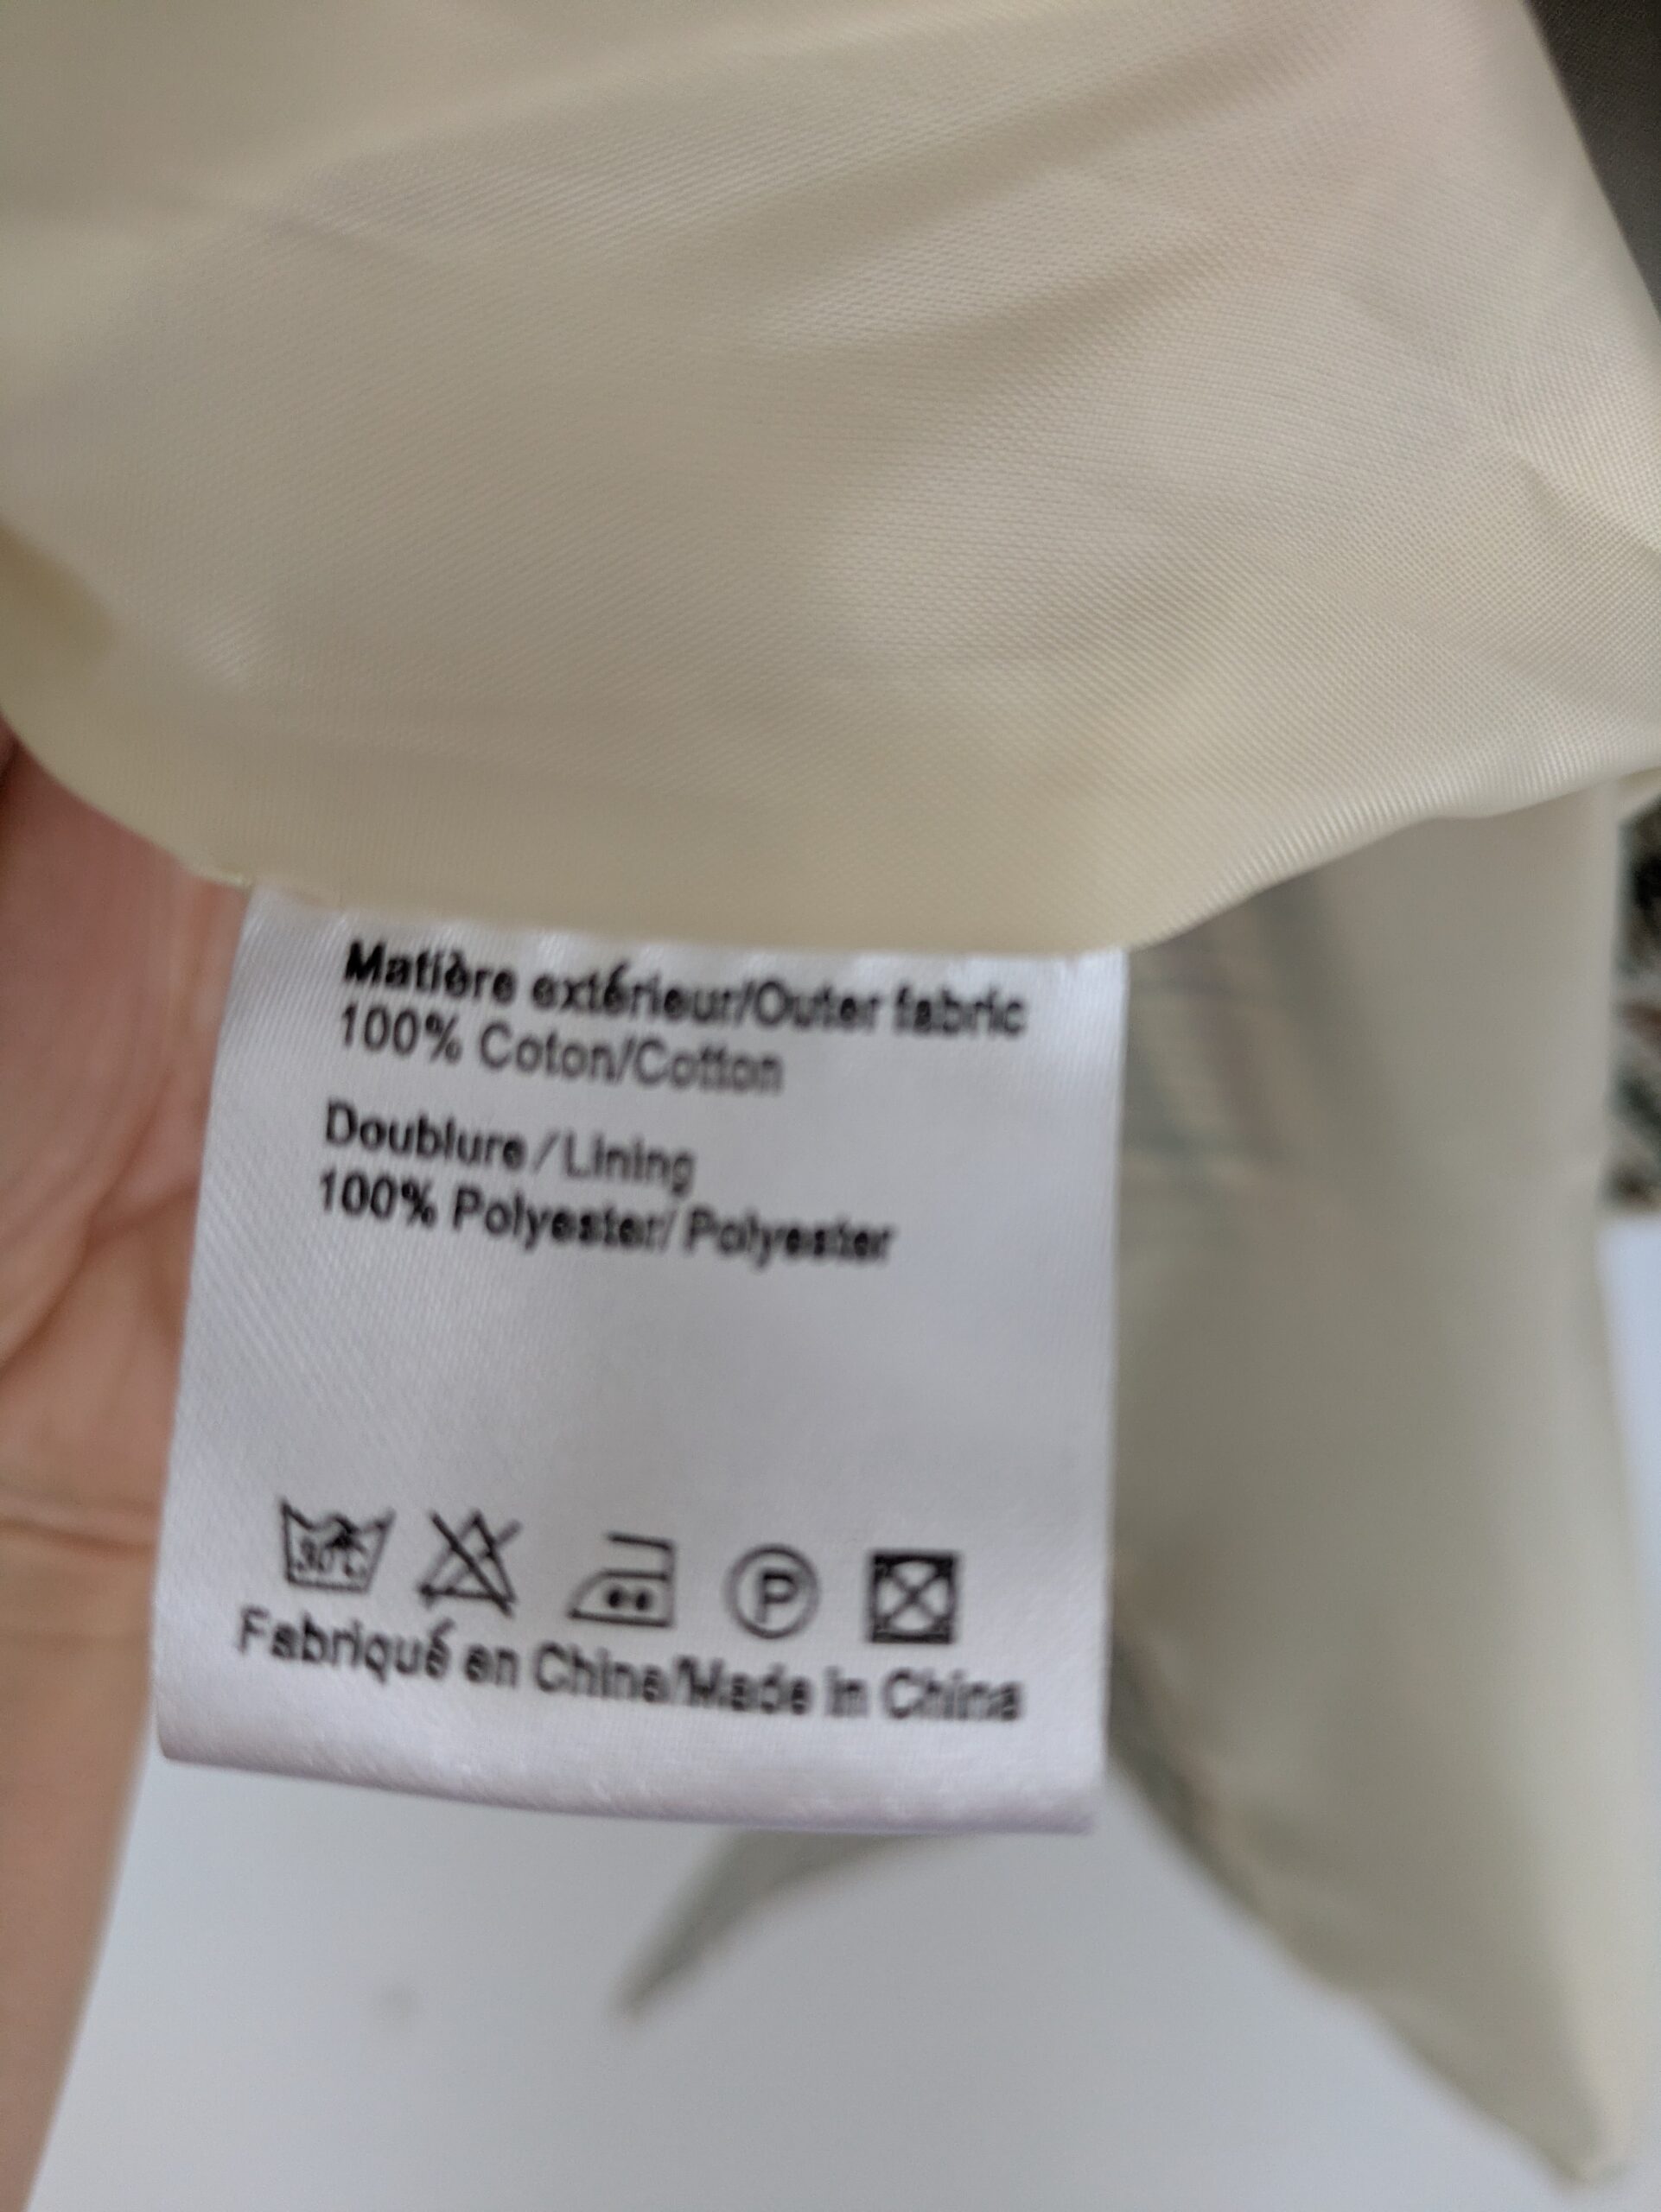 Matière extérieur/Outer fabric
100% Coton/Cotton
Doublure/Lining
100% Polyester/ Polyester
30°C P
Fabriqué en China/Made in China